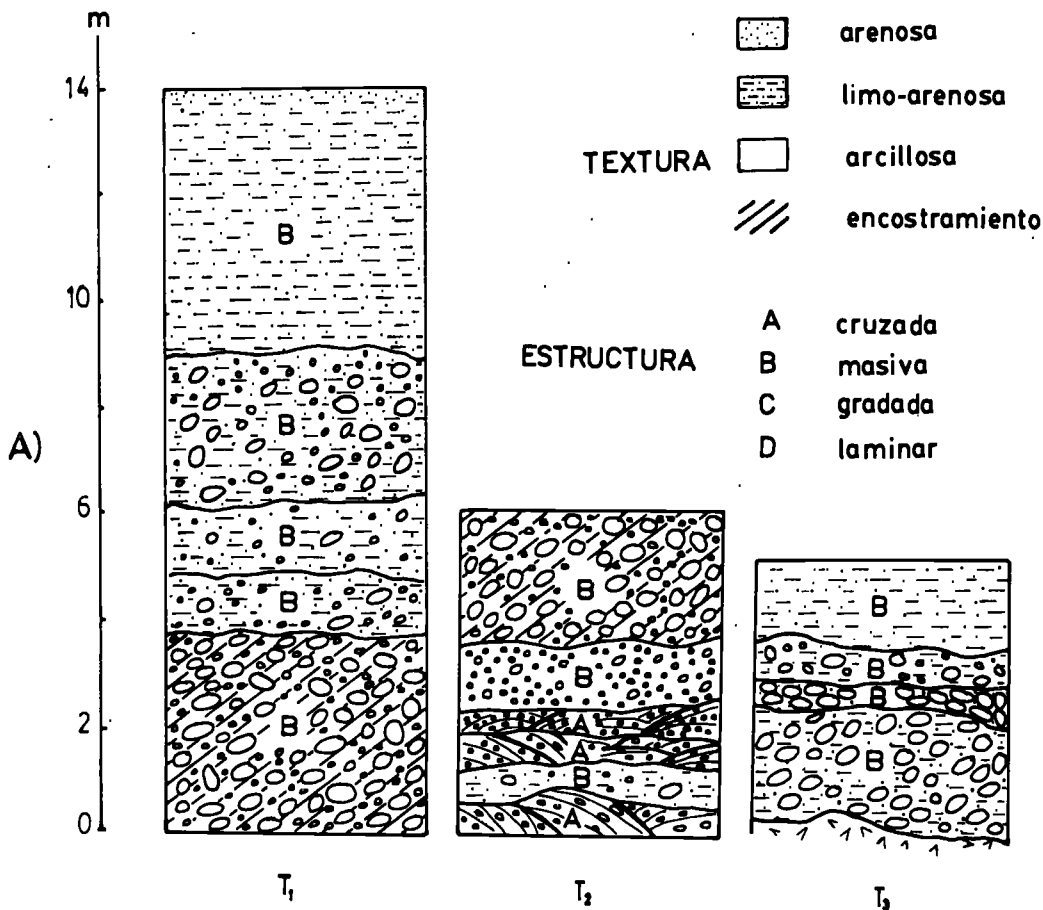 m
14
10
6
2
0
A)
B
B
B
B
B
T₁
B
B
A
A
B
A
T₂
B
B
B
B
T₃
TEXTURA
arenosa
limo-arenosa
arcillosa
encostramiento
ESTRUCTURA
A cruzada
B masiva
C gradada
D laminar